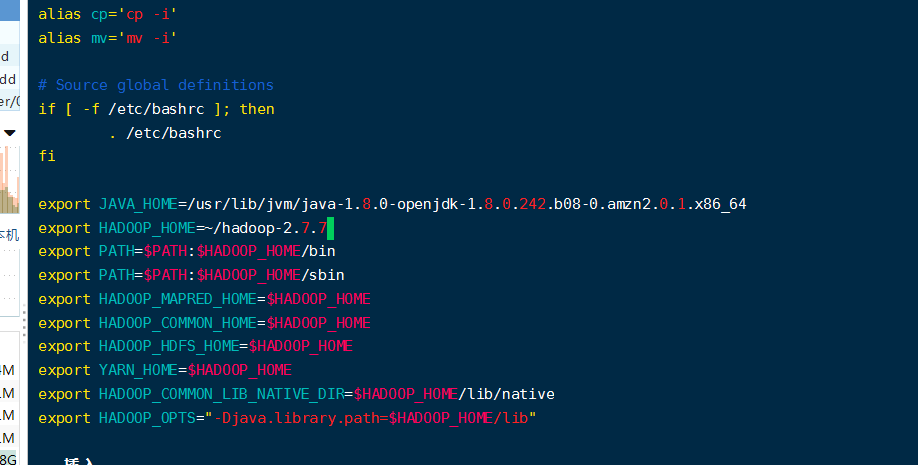 alias cp='cp -i'
alias mv='mv -i'
# Source global definitions
if [ -f /etc/bashrc ]; then
        . /etc/bashrc
fi
export JAVA_HOME=/usr/lib/jvm/java-1.8.0-openjdk-1.8.0.242.b08-0.amzn2.0.1.x86_64
export HADOOP_HOME=~/hadoop-2.7.7
export PATH=$PATH:$HADOOP_HOME/bin
export PATH=$PATH:$HADOOP_HOME/sbin
export HADOOP_MAPRED_HOME=$HADOOP_HOME
export HADOOP_COMMON_HOME=$HADOOP_HOME
export HADOOP_HDFS_HOME=$HADOOP_HOME
export YARN_HOME=$HADOOP_HOME
export HADOOP_COMMON_LIB_NATIVE_DIR=$HADOOP_HOME/lib/native
export HADOOP_OPTS="-Djava.library.path=$HADOOP_HOME/lib"